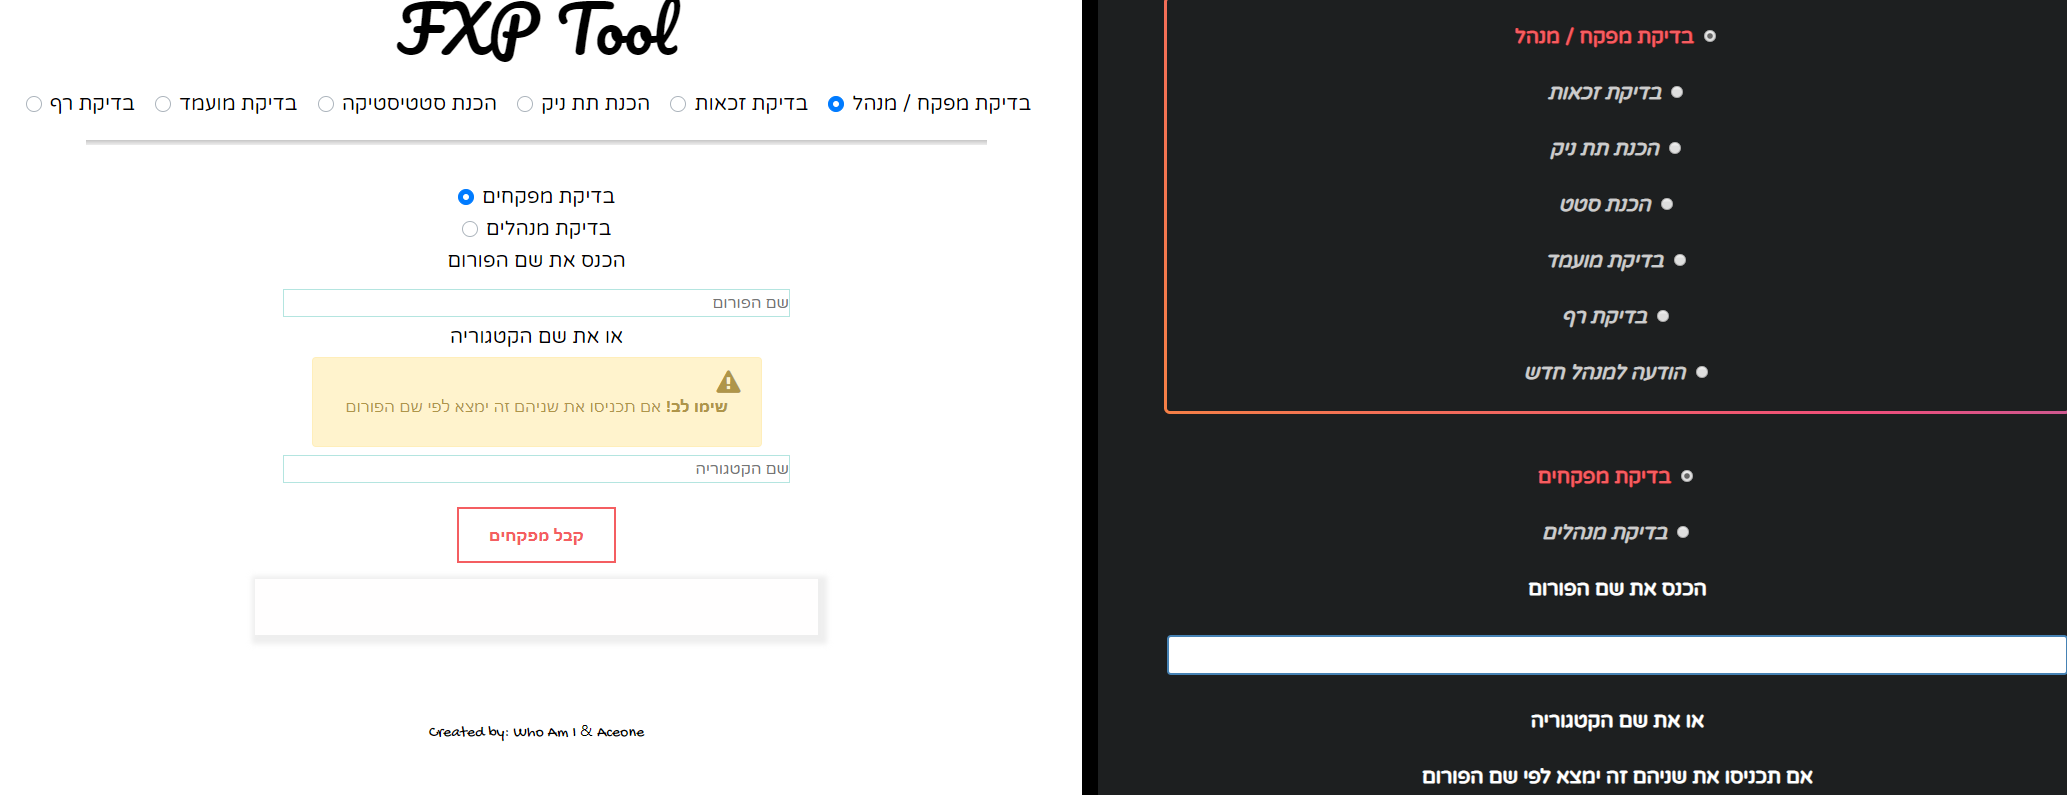 FXP Tool
בדיקת מפקח / מנהל בדיקת זכאות הכנת תת ניק הכנת סטטיסטיקה בדיקת מועמד בדיקת רף
בדיקת מפקחים
בדיקת מנהלים
הכנס את שם הפורום
שם הפורום
או את שם הקטגוריה
שימו לב! אם תכניסו את שניהם זה ימצא לפי שם הפורום
שם הקטגוריה
קבל מפקחים
Created by: Who Am I & Aceone
בדיקת מפקח / מנהל
בדיקת זכאות
הכנת תת ניק
הכנת סטט
בדיקת מועמד
בדיקת רף
הודעה למנהל חדש
בדיקת מפקחים
בדיקת מנהלים
הכנס את שם הפורום
או את שם הקטגוריה
אם תכניסו את שניהם זה ימצא לפי שם הפורום